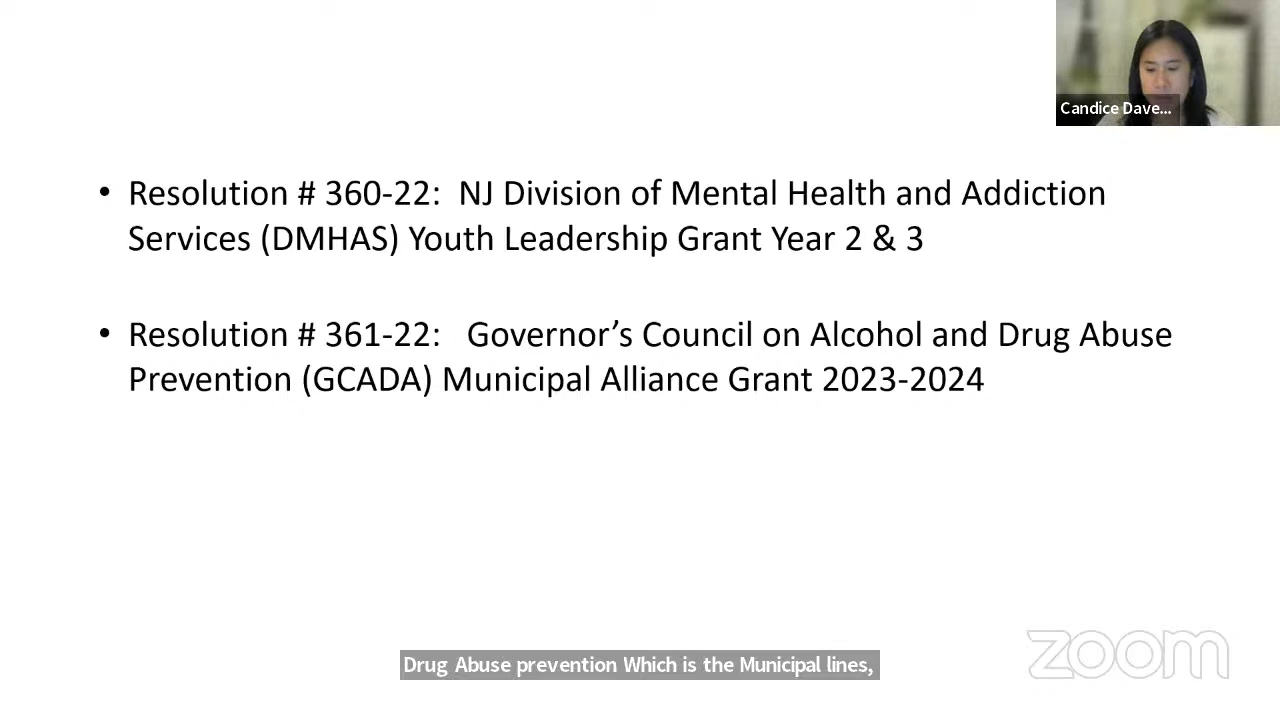 Candice Dave...
• Resolution # 360-22:  NJ Division of Mental Health and Addiction
Services (DMHAS) Youth Leadership Grant Year 2 & 3
• Resolution # 361-22:   Governor’s Council on Alcohol and Drug Abuse
Prevention (GCADA) Municipal Alliance Grant 2023-2024
Drug Abuse prevention Which is the Municipal lines,
zoom